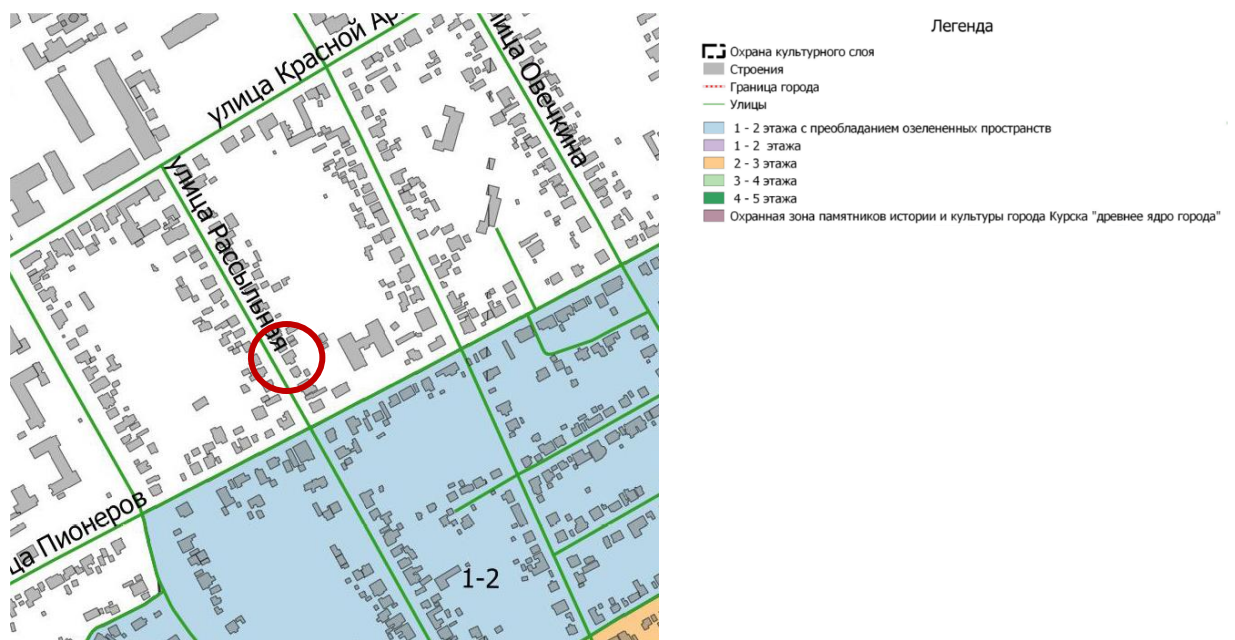 улица Красной Ар
улица Овечкина
улица Рассыльная
ца Пионеров
1-2
Легенда
Охрана культурного слоя
Строения
Граница города
Улицы
1 - 2 этажа с преобладанием озелененных пространств
1 - 2 этажа
2 - 3 этажа
3 - 4 этажа
4 - 5 этажа
Охранная зона памятников истории и культуры города Курска "древнее ядро города"